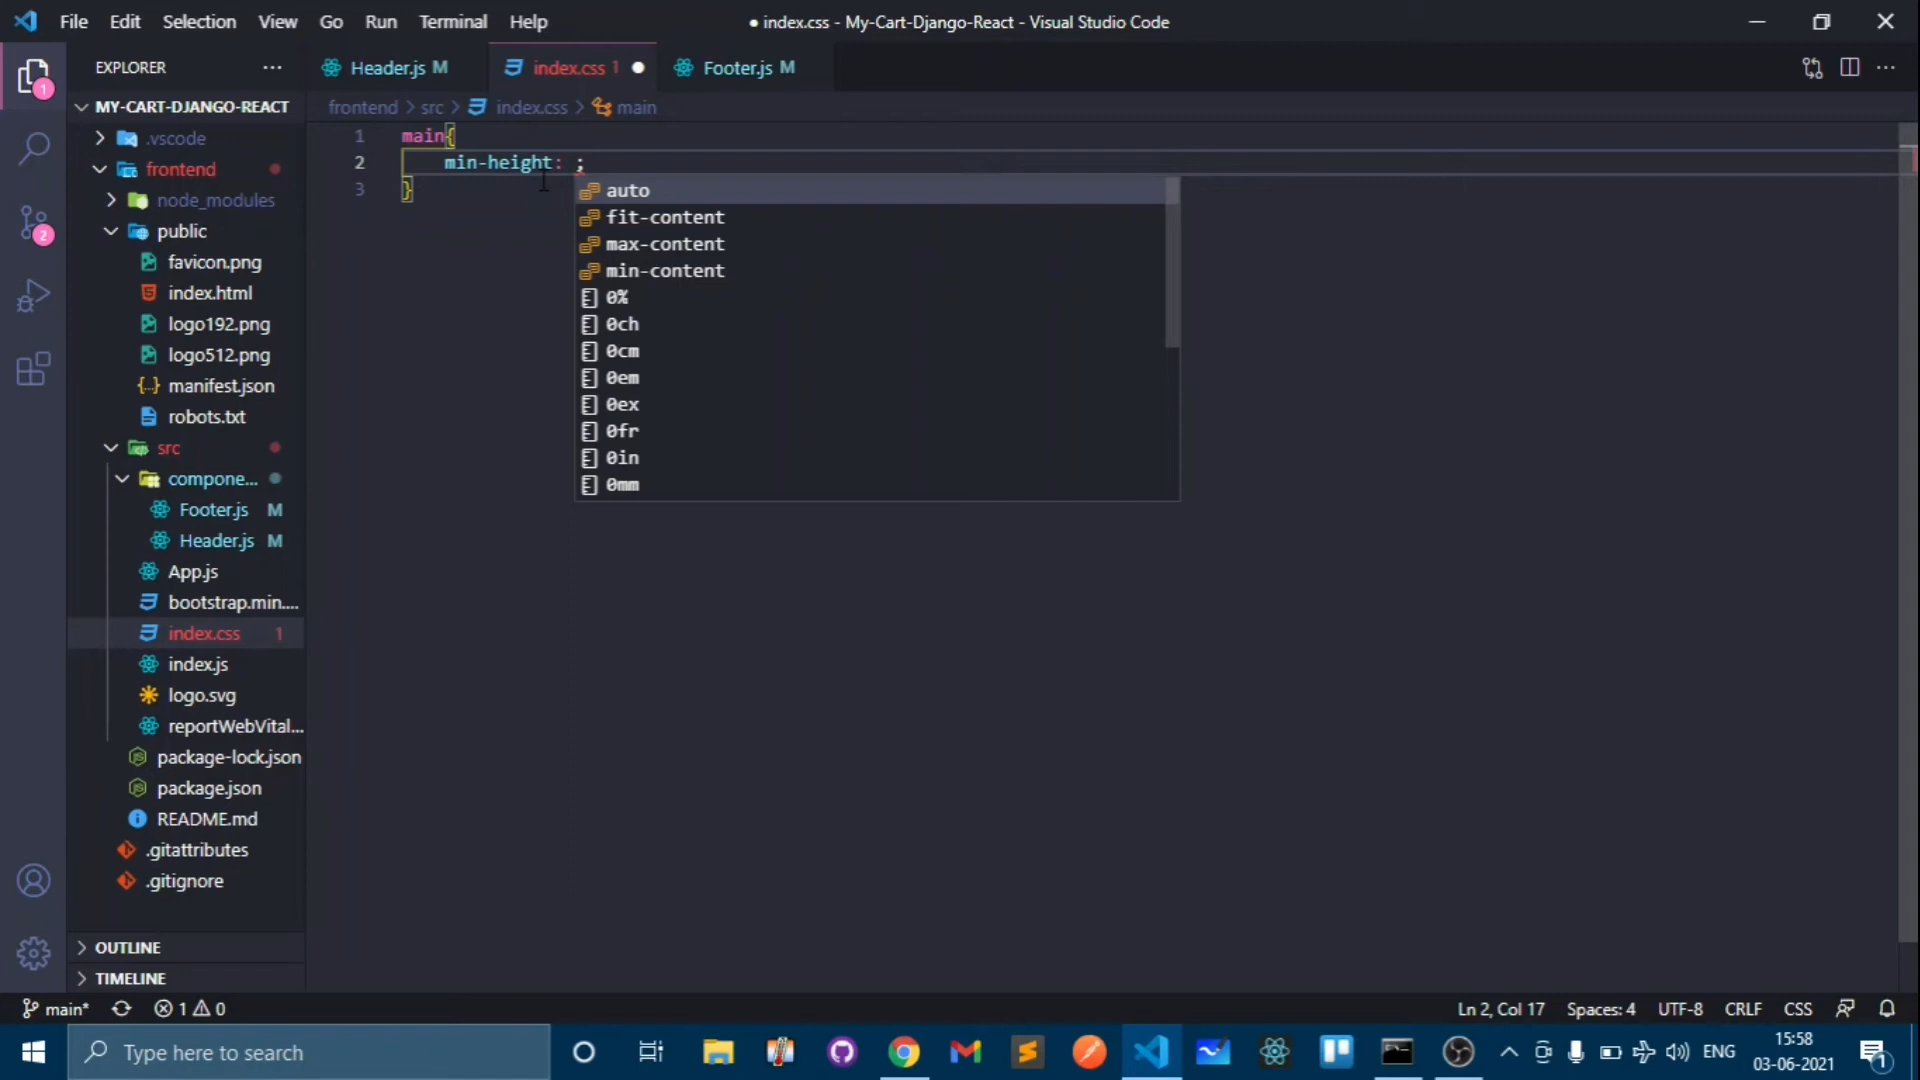 File Edit Selection View Go Run Terminal Help
● index.css - My-Cart-Django-React - Visual Studio Code
EXPLORER ...
Header.js M
index.css 1 ●
Footer.js M
MY-CART-DJANGO-REACT
frontend > src > index.css > main
.vscode
frontend
node_modules
public
favicon.png
index.html
logo192.png
logo512.png
manifest.json
robots.txt
src
compone...
Footer.js M
Header.js M
App.js
bootstrap.min....
index.css 1
index.js
logo.svg
reportWebVital...
package-lock.json
package.json
README.md
.gitattributes
.gitignore
OUTLINE
TIMELINE
1 main{
2 min-height: ;
3 }
auto
fit-content
max-content
min-content
0%
0ch
0cm
0em
0ex
0fr
0in
0mm
1
2
main* 1 0
Ln 2, Col 17 Spaces: 4 UTF-8 CRLF CSS
Type here to search
ENG
15:58
03-06-2021
1